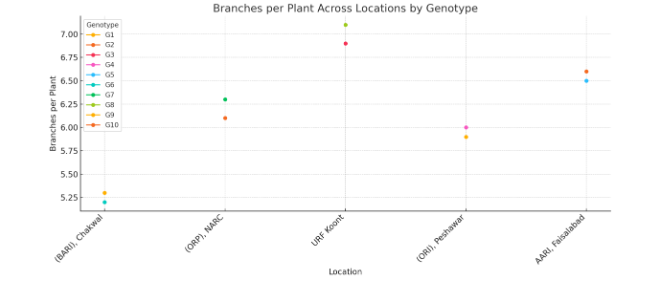 Branches per Plant Across Locations by Genotype
Genotype
G1
G2
G3
G4
G5
G6
G7
G8
G9
G10
Branches per Plant
7.00
6.75
6.50
6.25
6.00
5.75
5.50
5.25
(BARI), Chakwal
(ORP), NARC
URF Koont
(ORI), Peshawar
AARI, Faisalabad
Location